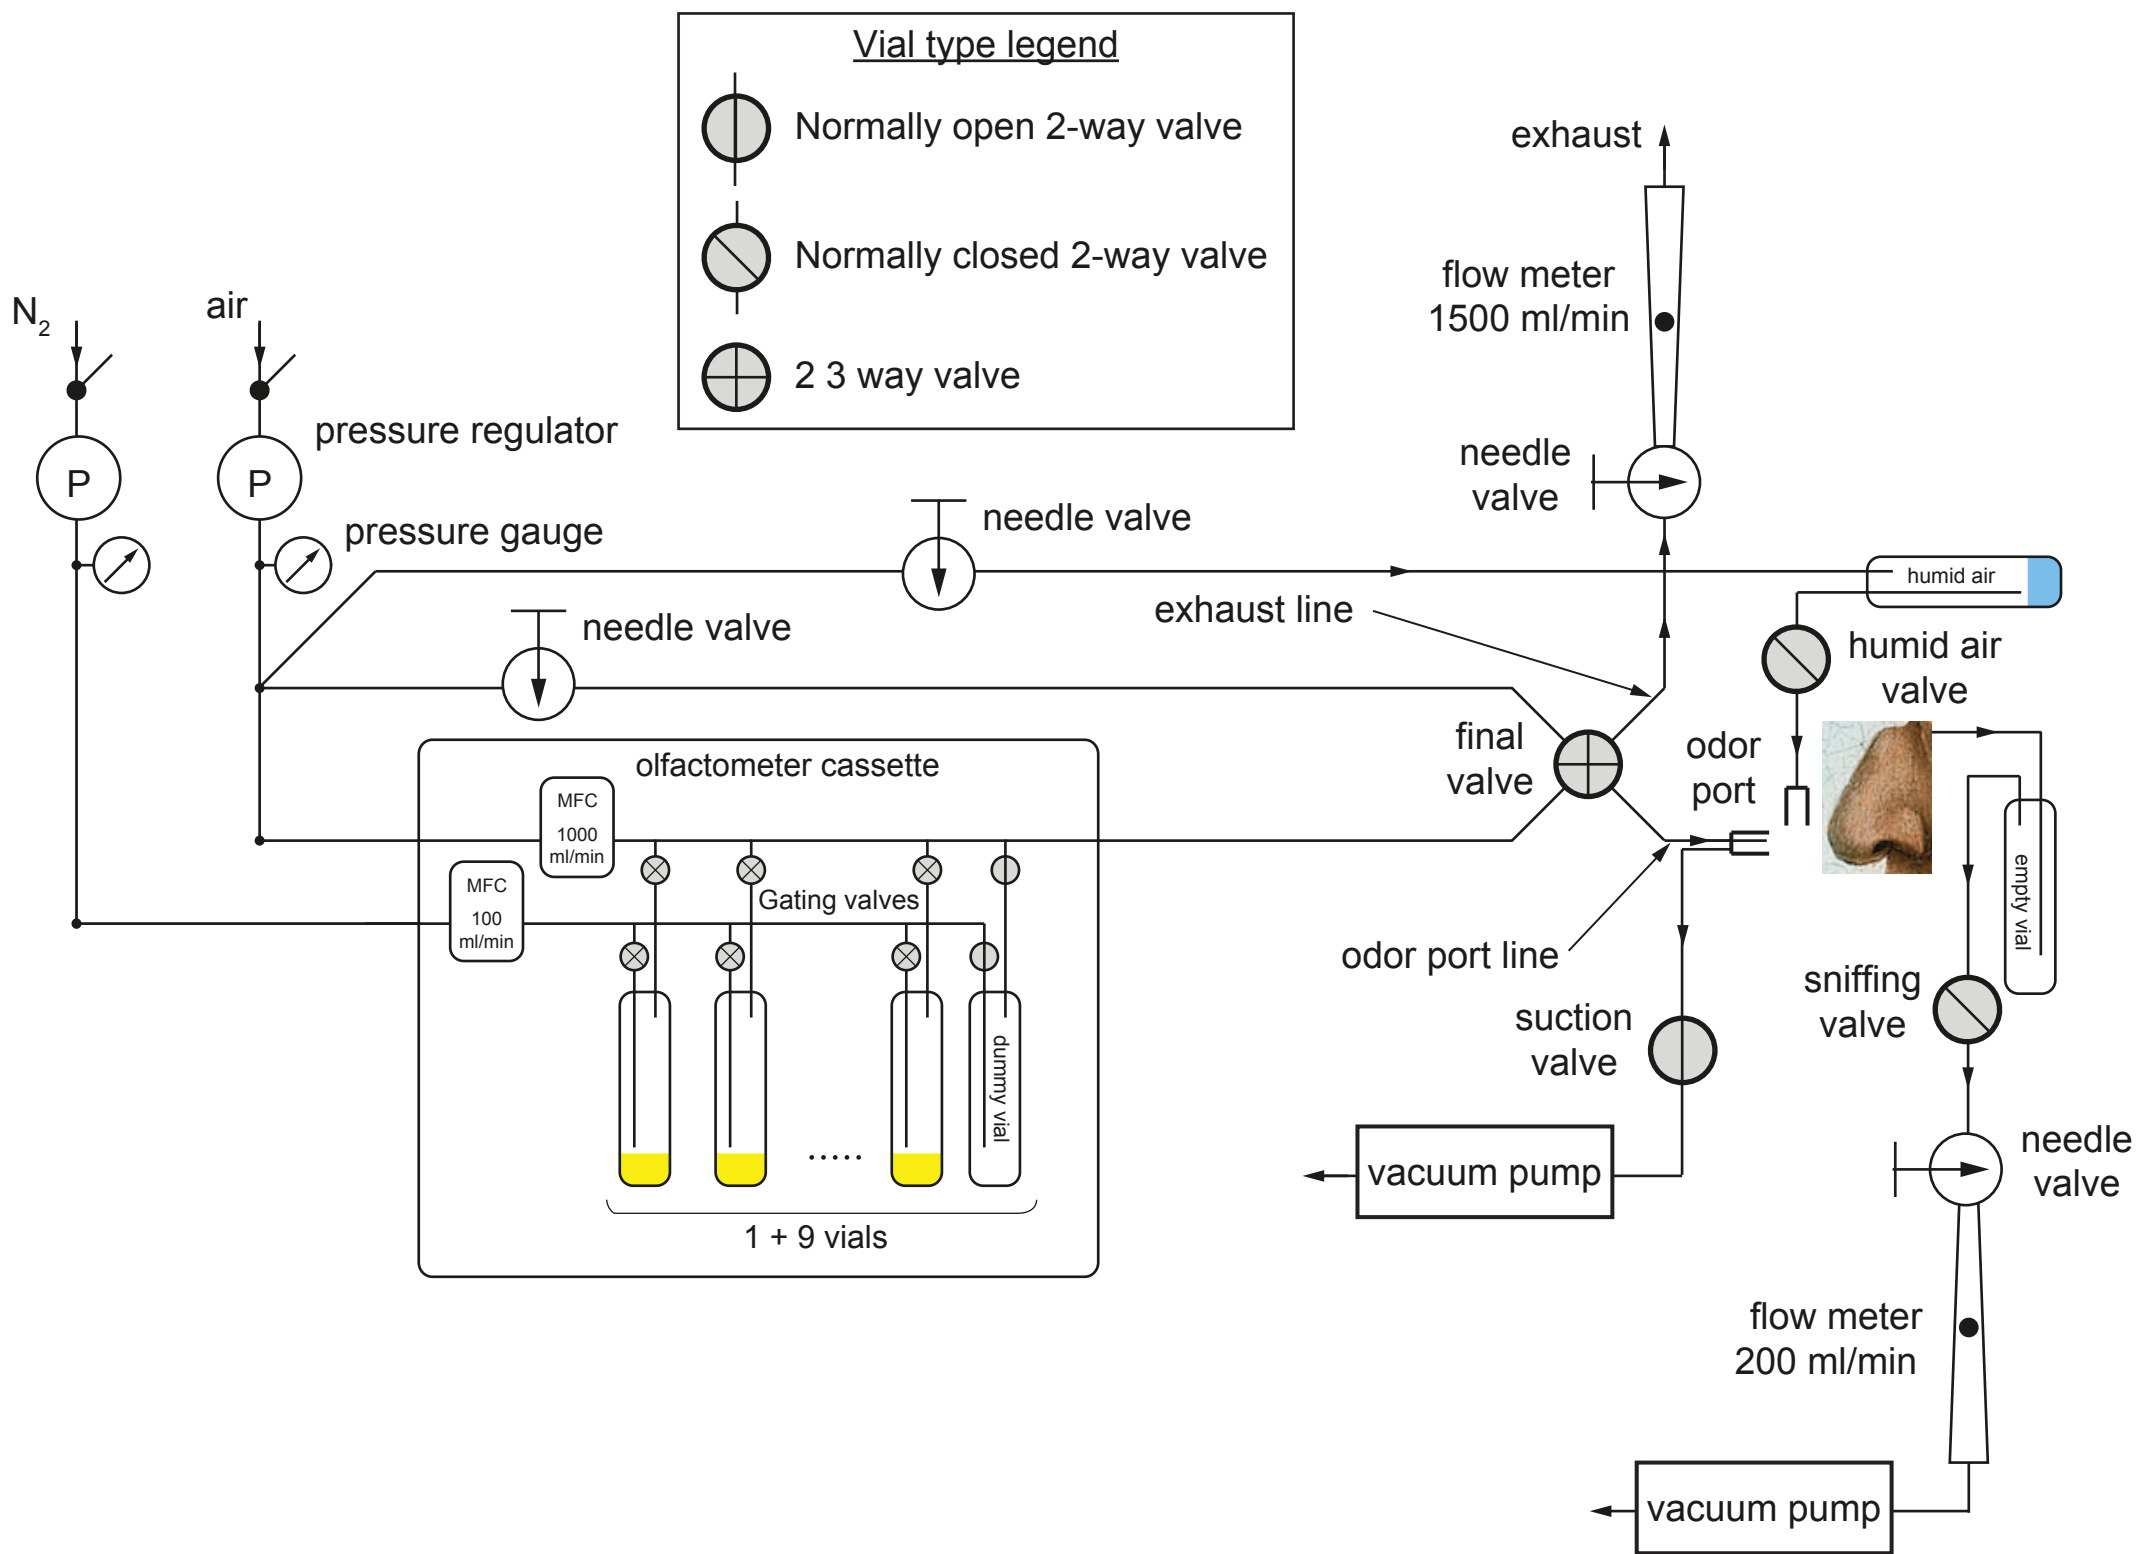 Vial type legend
Normally open 2-way valve
Normally closed 2-way valve
2 3 way valve
exhaust
flow meter
1500 ml/min
needle
valve
N2
air
pressure regulator
P
P
pressure gauge
needle valve
needle valve
exhaust line
humid air
humid air
valve
final
valve
odor
port
olfactometer cassette
MFC
1000
ml/min
MFC
100
ml/min
Gating valves
dummy vial
.....
1 + 9 vials
odor port line
suction
valve
vacuum pump
empty vial
sniffing
valve
needle
valve
flow meter
200 ml/min
vacuum pump